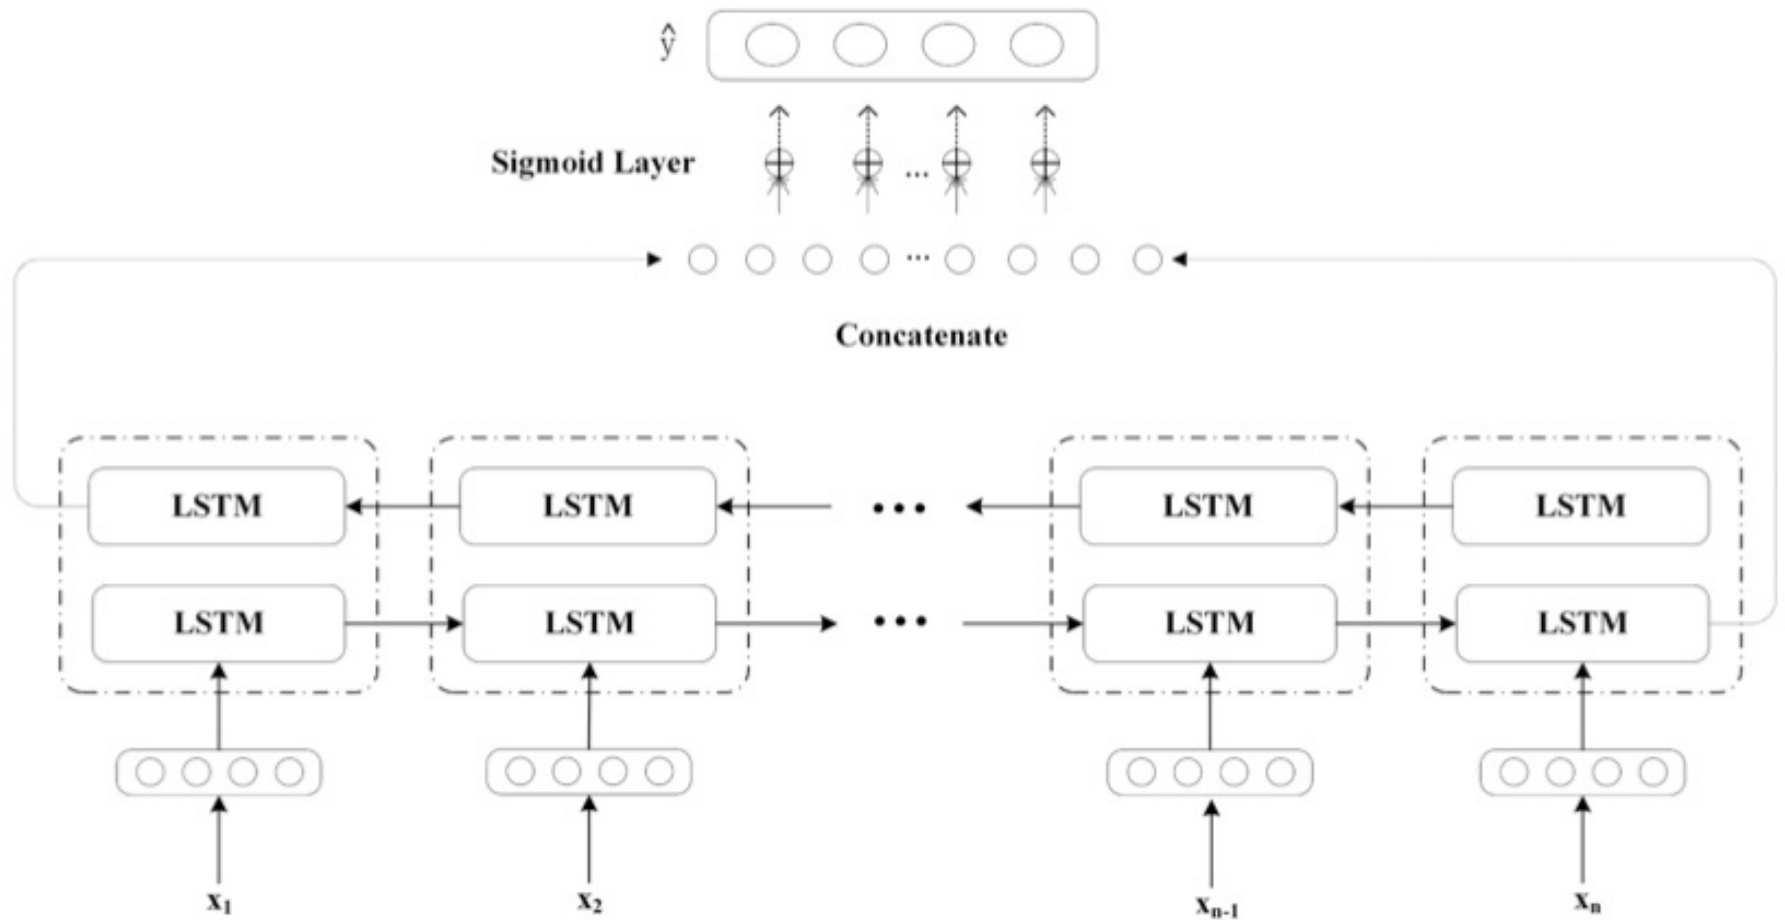 ŷ
Sigmoid Layer ...
...
Concatenate
LSTM LSTM ... LSTM LSTM
LSTM LSTM ... LSTM LSTM
x₁ x₂ xₙ₋₁ xₙ